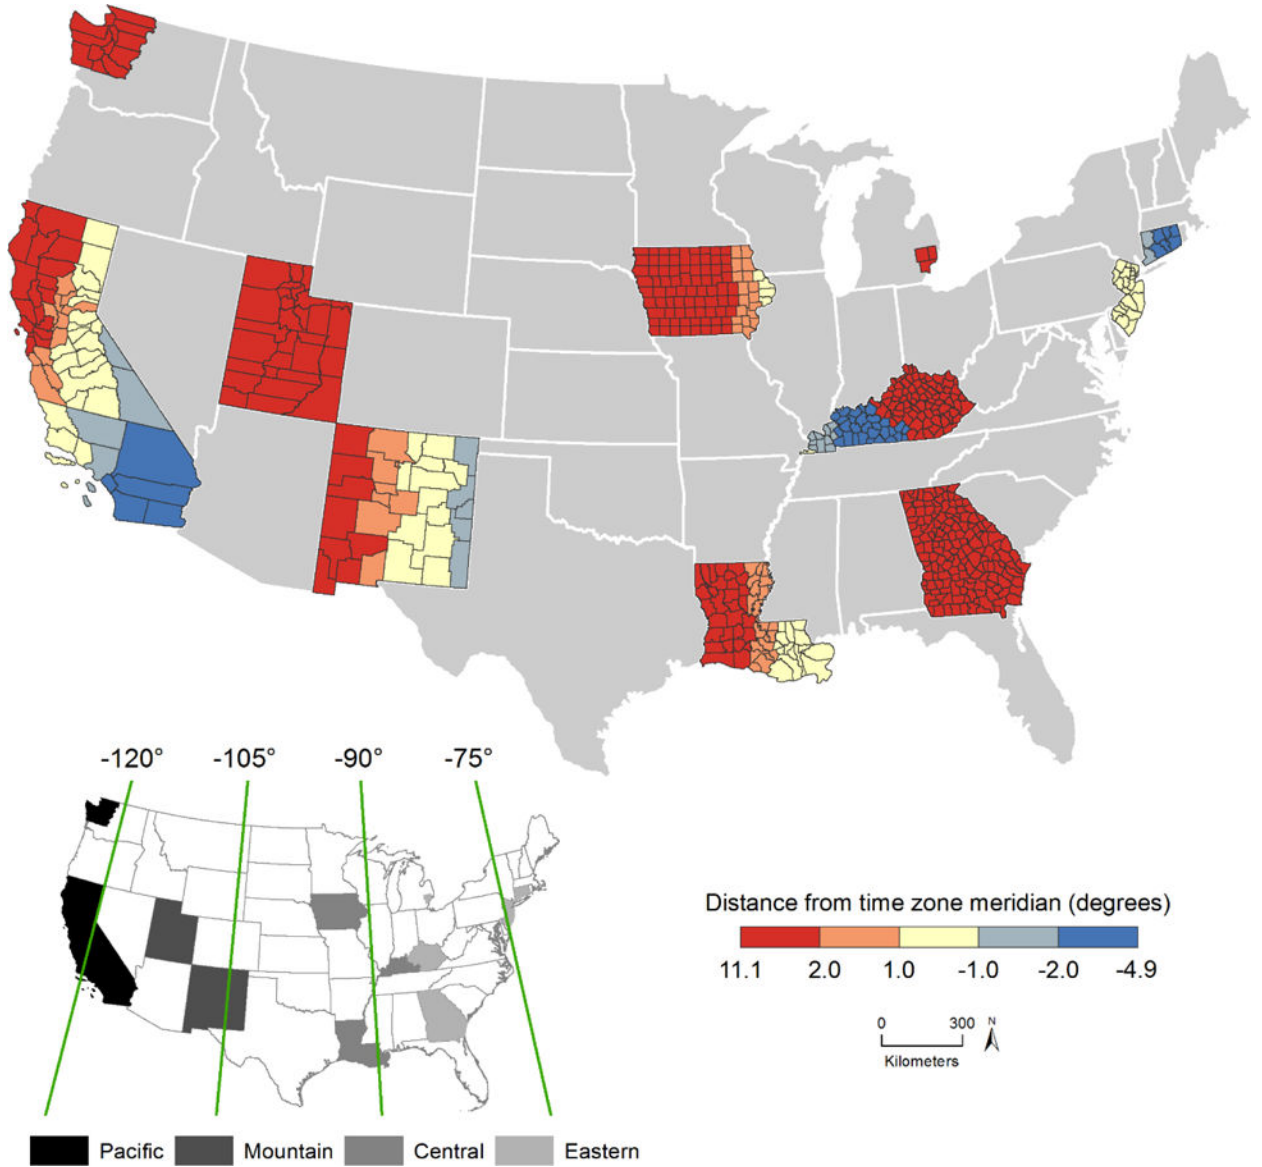 -120° -105° -90° -75°
Distance from time zone meridian (degrees)
11.1 2.0 1.0 -1.0 -2.0 -4.9
0 300 N
Kilometers
Pacific Mountain Central Eastern